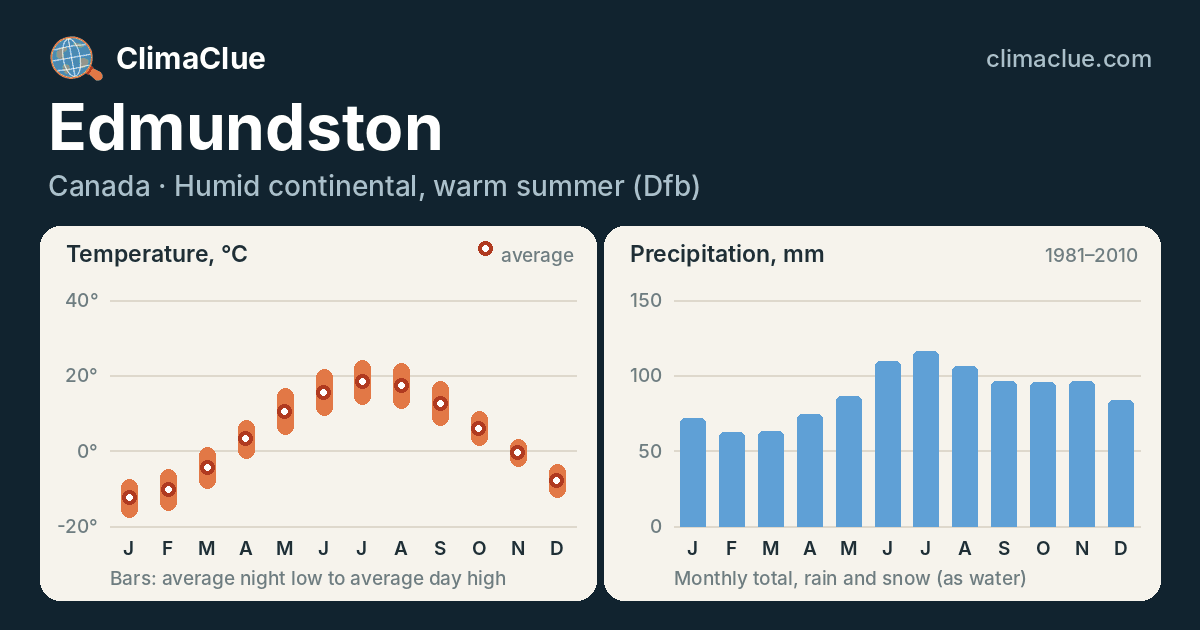 ClimaClue
climaclue.com
Edmundston
Canada · Humid continental, warm summer (Dfb)
Temperature, °C
average
40°
20°
0°
-20°
J F M A M J J A S O N D
Bars: average night low to average day high
Precipitation, mm
1981–2010
150
100
50
0
J F M A M J J A S O N D
Monthly total, rain and snow (as water)